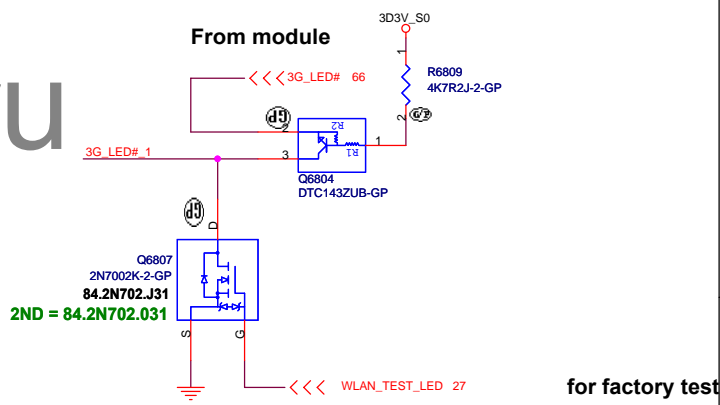 3D3V_S0
From module
3G_LED# 66
1
R6809
4K7R2J-2-GP
2
G/P
GP
2
R2
R1
1
3G_LED#_1
3
Q6804
DTC143ZUB-GP
GP
D
Q6807
2N7002K-2-GP
84.2N702.J31
2ND = 84.2N702.031
S
G
WLAN_TEST_LED 27
for factory test